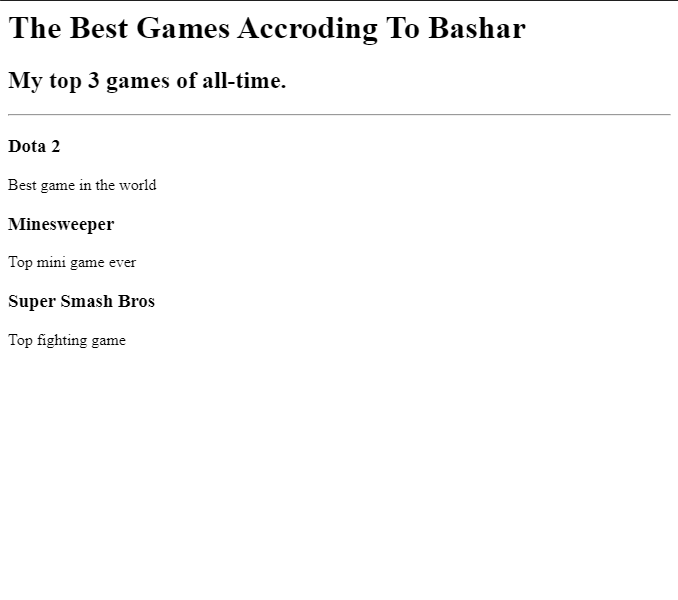 The Best Games Accroding To Bashar
My top 3 games of all-time.
Dota 2
Best game in the world
Minesweeper
Top mini game ever
Super Smash Bros
Top fighting game